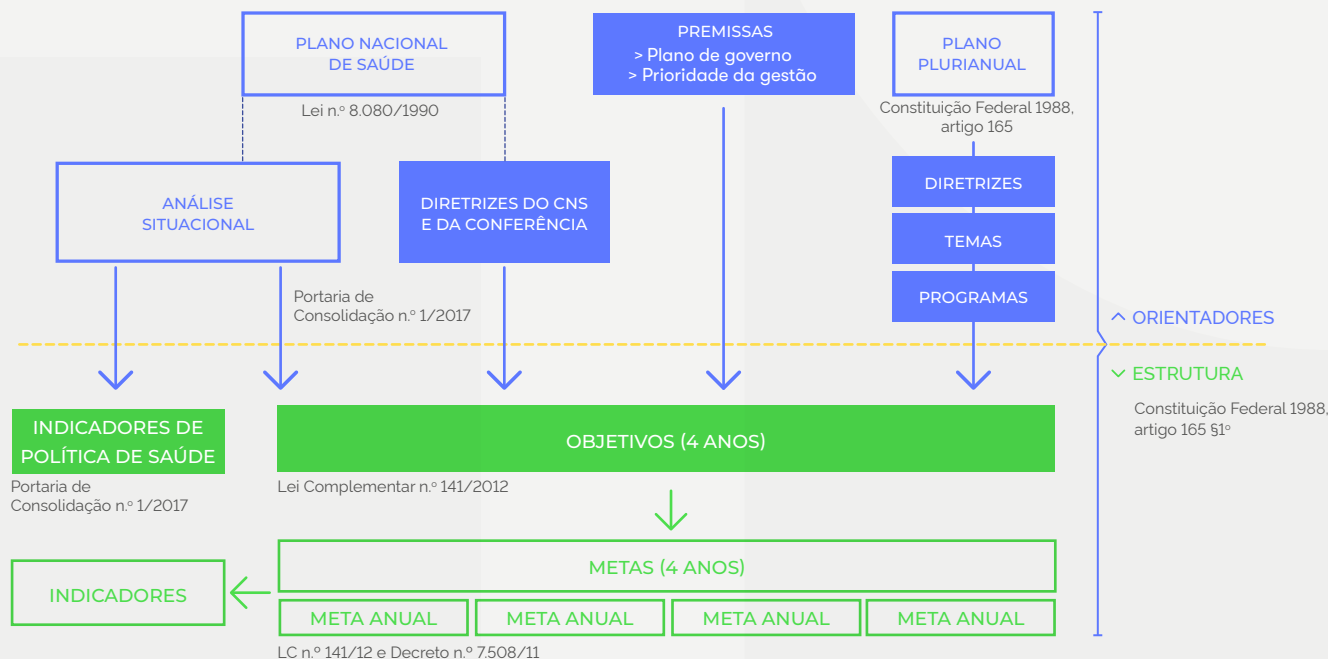 PLANO NACIONAL
DE SAÚDE
Lei n.º 8.080/1990
PREMISSAS
> Plano de governo
> Prioridade da gestão
PLANO
PLURIANUAL
Constituição Federal 1988,
artigo 165
ANÁLISE
SITUACIONAL
DIRETRIZES DO CNS
E DA CONFERÊNCIA
DIRETRIZES
TEMAS
PROGRAMAS
Portaria de
Consolidação n.º 1/2017
ORIENTADORES
ESTRUTURA
Constituição Federal 1988,
artigo 165 §1º
INDICADORES DE
POLÍTICA DE SAÚDE
Portaria de
Consolidação n.º 1/2017
OBJETIVOS (4 ANOS)
Lei Complementar n.º 141/2012
METAS (4 ANOS)
INDICADORES
META ANUAL
META ANUAL
META ANUAL
META ANUAL
LC n.º 141/12 e Decreto n.º 7.508/11